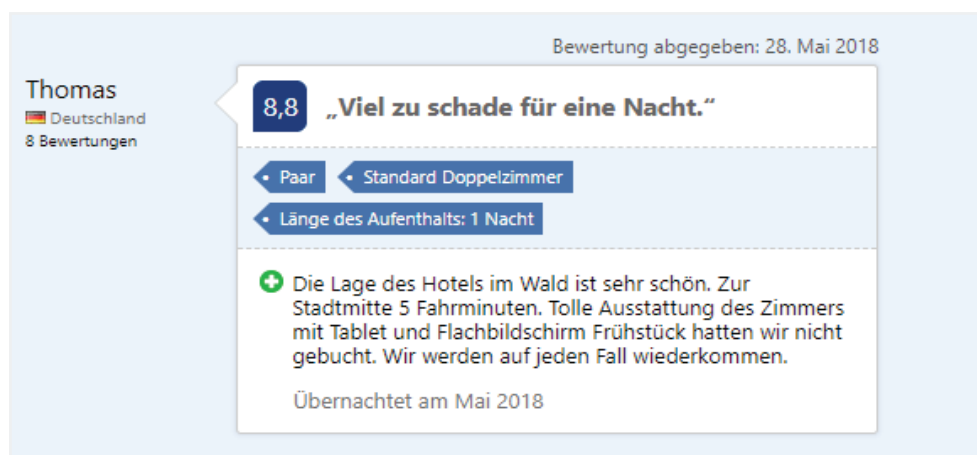 Bewertung abgegeben: 28. Mai 2018
Thomas
Deutschland
8 Bewertungen
8,8 „Viel zu schade für eine Nacht.“
• Paar • Standard Doppelzimmer
• Länge des Aufenthalts: 1 Nacht
Die Lage des Hotels im Wald ist sehr schön. Zur
Stadtmitte 5 Fahrminuten. Tolle Ausstattung des Zimmers
mit Tablet und Flachbildschirm Frühstück hatten wir nicht
gebucht. Wir werden auf jeden Fall wiederkommen.
Übernachtet am Mai 2018